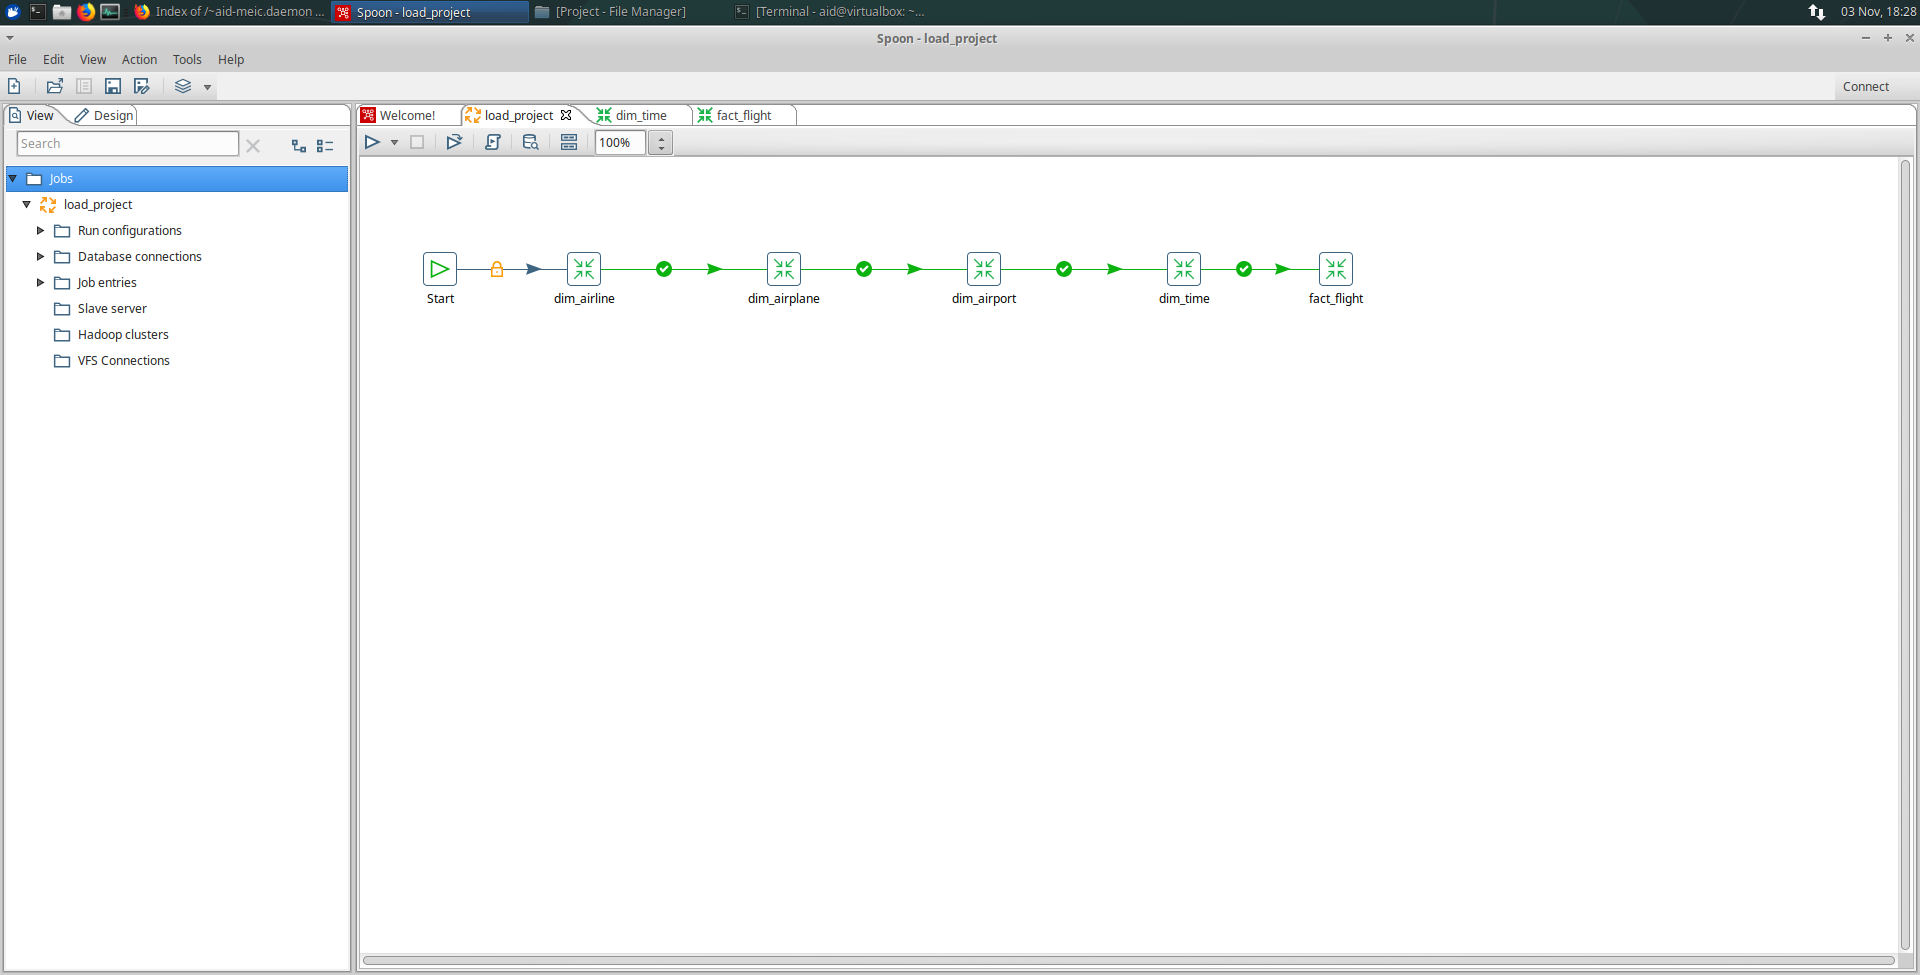 Index of /~aid-meic.daemon ...
Spoon - load_project
[Project - File Manager]
[Terminal - aid@virtualbox: ~...
03 Nov, 18:28
Spoon - load_project
File Edit View Action Tools Help
Connect
View Design
Welcome! load_project dim_time fact_flight
Search
100%
Jobs
load_project
Run configurations
Database connections
Job entries
Slave server
Hadoop clusters
VFS Connections
Start dim_airline dim_airplane dim_airport dim_time fact_flight